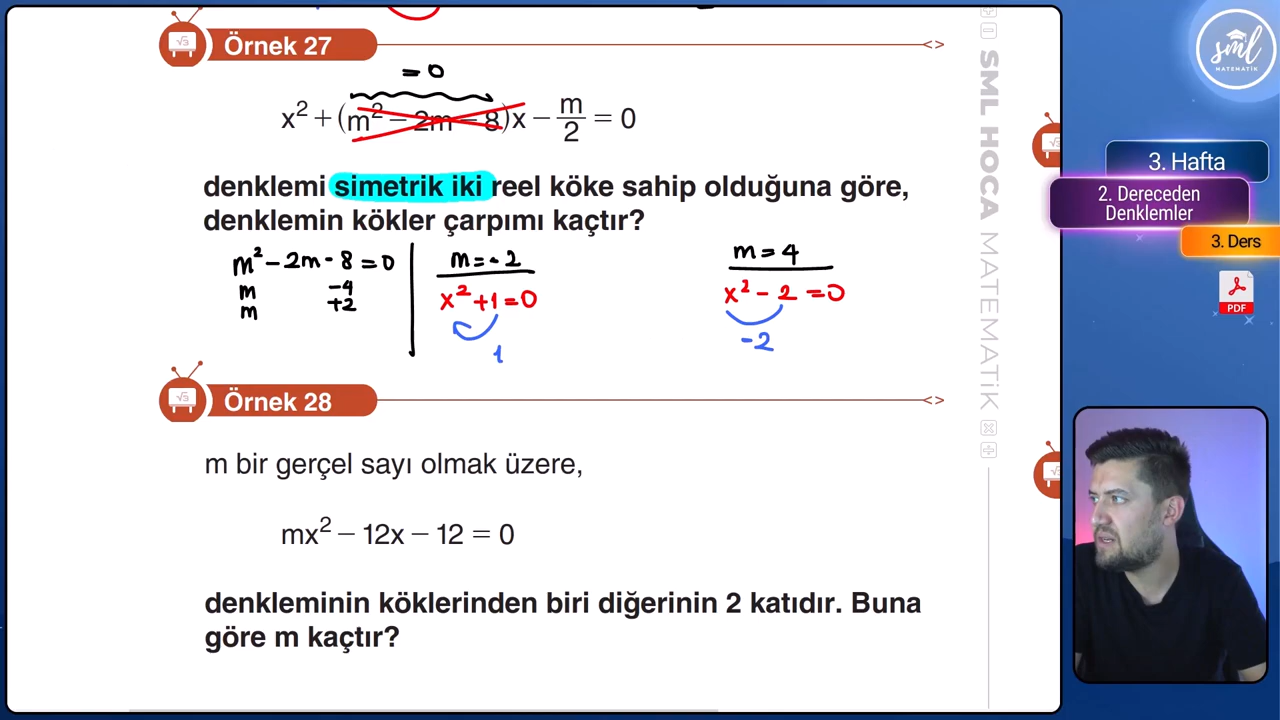 Örnek 27
= 0
x² + (m² − 2m − 8)x − m/2 = 0
denklemi simetrik iki reel köke sahip olduğuna göre,
denklemin kökler çarpımı kaçtır?
m² − 2m − 8 = 0
m −4
m +2
m = −2
x² + 1 = 0
1
m = 4
x² − 2 = 0
−2
Örnek 28
m bir gerçel sayı olmak üzere,
mx² − 12x − 12 = 0
denkleminin köklerinden biri diğerinin 2 katıdır. Buna
göre m kaçtır?
SML HOCA MATEMATİK
sml
MATEMATİK
3. Hafta
2. Dereceden
Denklemler
3. Ders
PDF